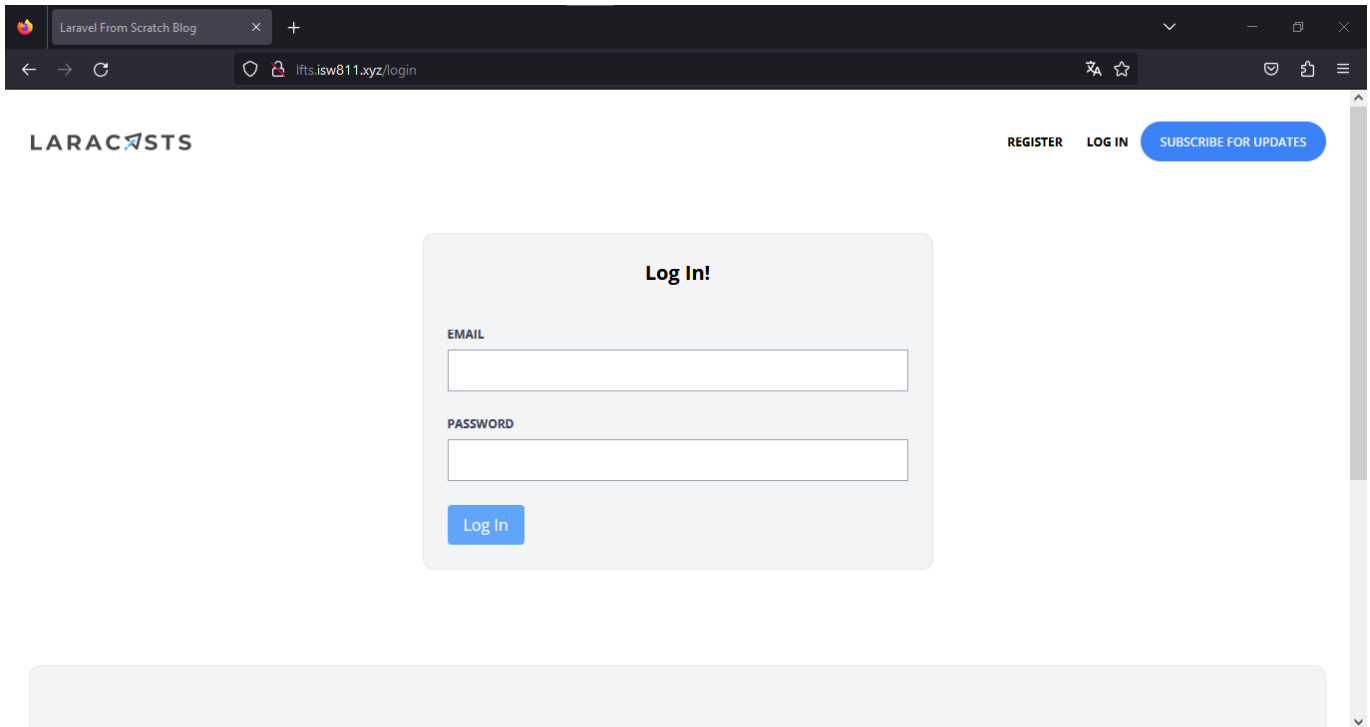 Laravel From Scratch Blog
lfts.isw811.xyz/login
LARACASTS
REGISTER LOG IN SUBSCRIBE FOR UPDATES
Log In!
EMAIL
PASSWORD
Log In